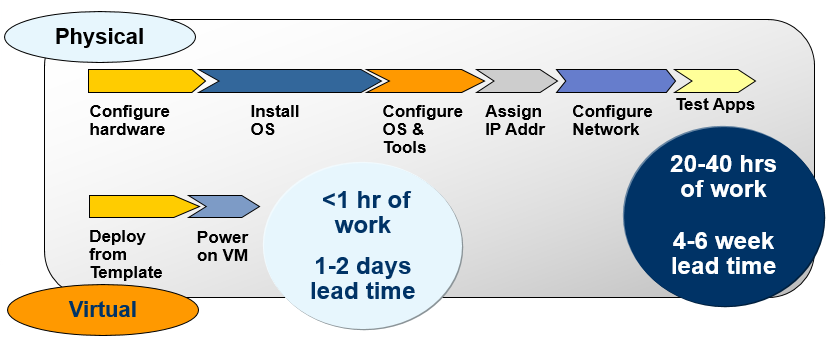 Physical
Configure
hardware
Install
OS
Configure
OS &
Tools
Assign
IP Addr
Configure
Network
Test Apps
20-40 hrs
of work
4-6 week
lead time
Deploy
from
Template
Power
on VM
<1 hr of
work
1-2 days
lead time
Virtual